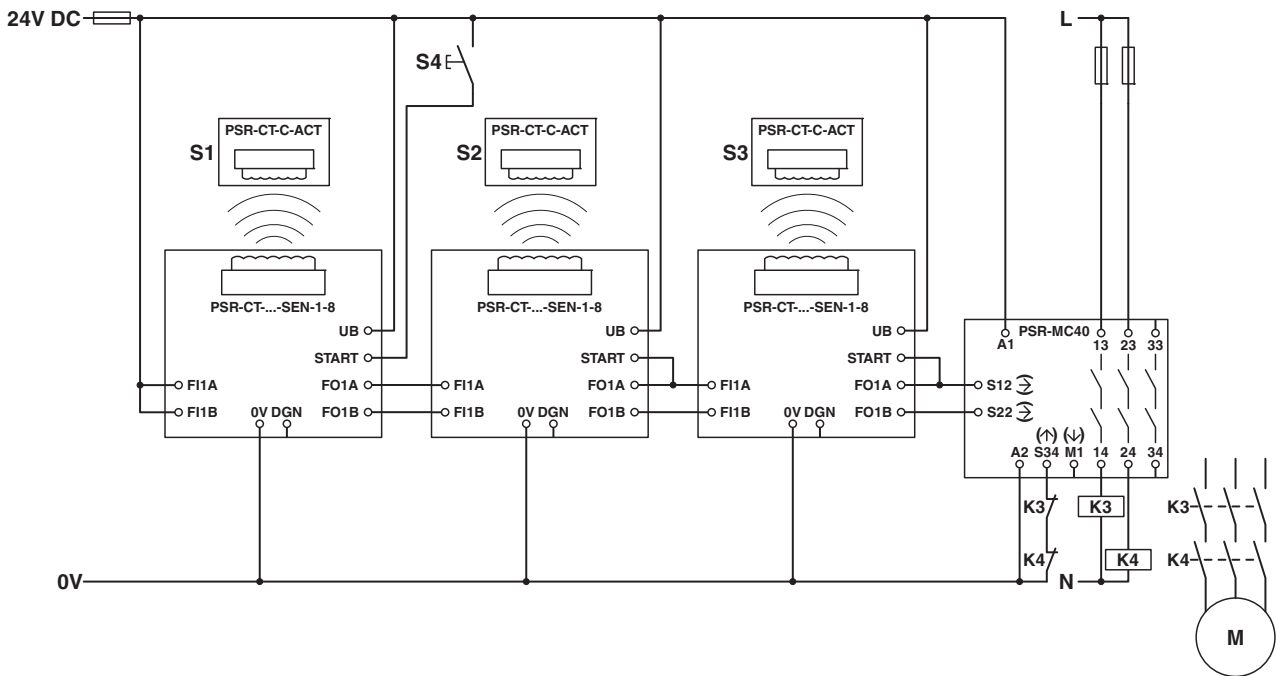 24V DC
L
S4
PSR-CT-C-ACT
PSR-CT-C-ACT
PSR-CT-C-ACT
S1
S2
S3
PSR-CT-...-SEN-1-8
PSR-CT-...-SEN-1-8
PSR-CT-...-SEN-1-8
UB
UB
UB
PSR-MC40
A1
13
23
33
START
START
START
FI1A
FO1A
FI1A
FO1A
FI1A
FO1A
S12
FI1B
0V DGN
FO1B
FI1B
0V DGN
FO1B
FI1B
0V DGN
FO1B
S22
A2
S34
M1
14
24
34
K3
K3
K3
K4
K4
K4
0V
N
M